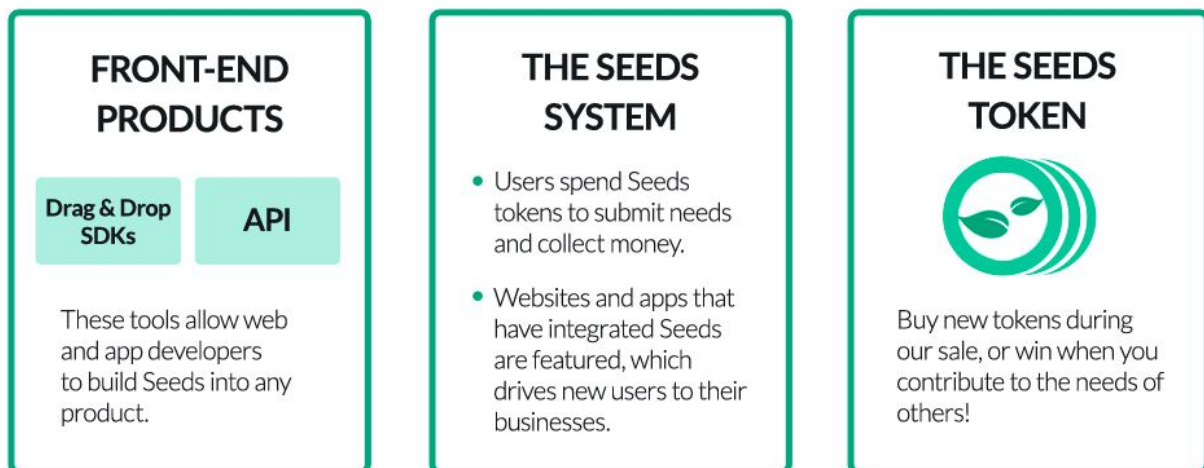 FRONT-END
PRODUCTS
Drag & Drop
SDKs
API
These tools allow web
and app developers
to build Seeds into any
product.
THE SEEDS
SYSTEM
• Users spend Seeds
tokens to submit needs
and collect money.
• Websites and apps that
have integrated Seeds
are featured, which
drives new users to their
businesses.
THE SEEDS
TOKEN
Buy new tokens during
our sale, or win when you
contribute to the needs of
others!